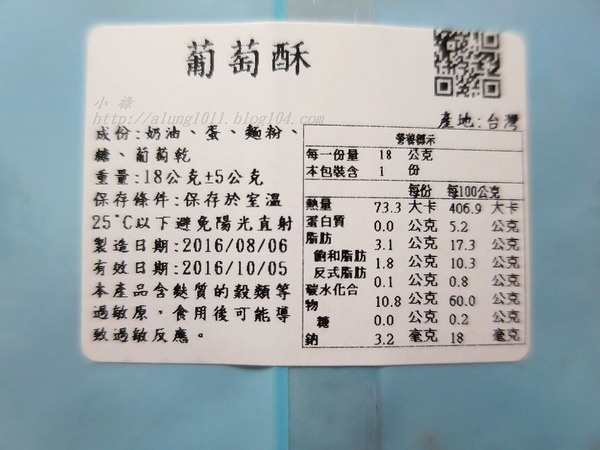 葡萄酥
小 祿
http://alung1011.blog104.com
產地:台灣
成份:奶油、蛋、麵粉、
糖、葡萄乾
重量:18公克±5公克
保存條件:保存於室溫
25°C以下避免陽光直射
製造日期:2016/08/06
有效日期:2016/10/05
本產品含麩質的穀類等
過敏原，食用後可能導
致過敏反應。
營養標示
每一份量 18 公克
本包裝含 1 份
每份 每100公克
熱量 73.3 大卡 406.9 大卡
蛋白質 0.0 公克 5.2 公克
脂肪 3.1 公克 17.3 公克
飽和脂肪 1.8 公克 10.3 公克
反式脂肪 0.1 公克 0.8 公克
碳水化合
物 10.8 公克 60.0 公克
糖 0.0 公克 0.2 公克
鈉 3.2 毫克 18 毫克